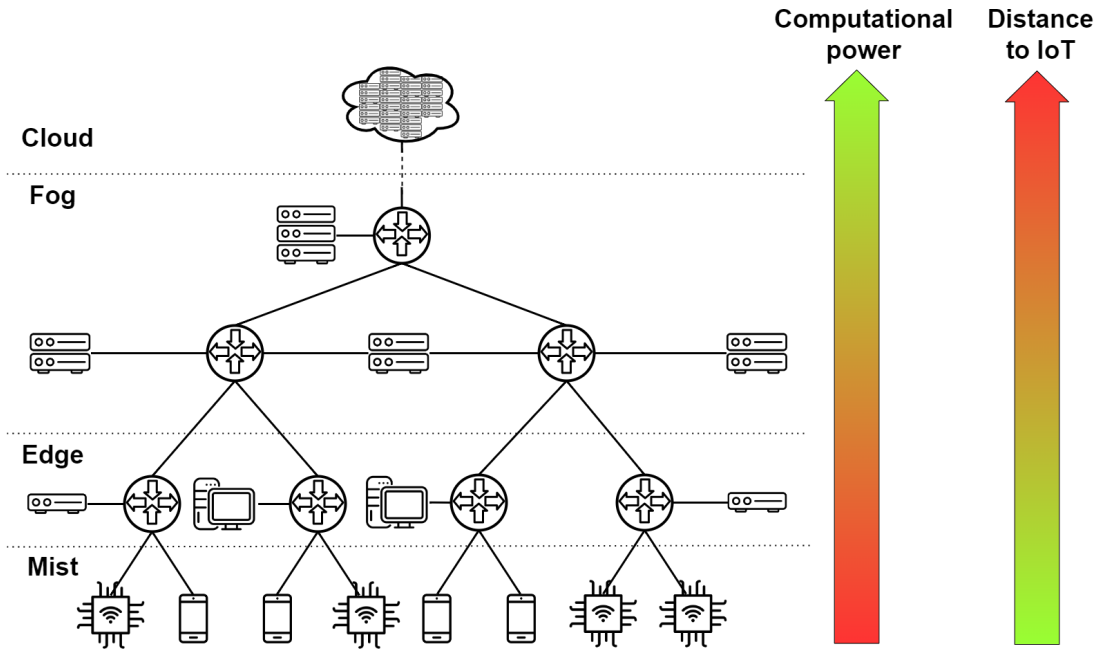 Computational
power
Distance
to IoT
Cloud
Fog
Edge
Mist